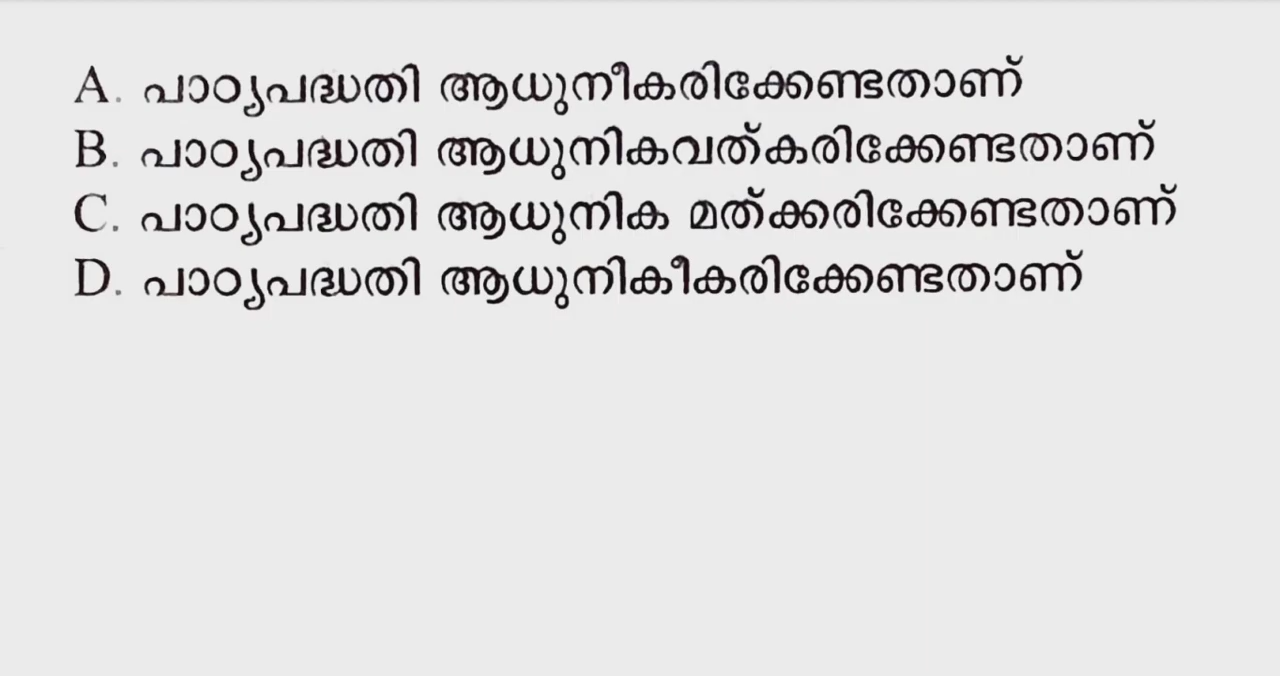 A. പാഠ്യപദ്ധതി ആധുനീകരിക്കേണ്ടതാണ്
B. പാഠ്യപദ്ധതി ആധുനികവത്കരിക്കേണ്ടതാണ്
C. പാഠ്യപദ്ധതി ആധുനിക മത്ക്കരിക്കേണ്ടതാണ്
D. പാഠ്യപദ്ധതി ആധുനികീകരിക്കേണ്ടതാണ്